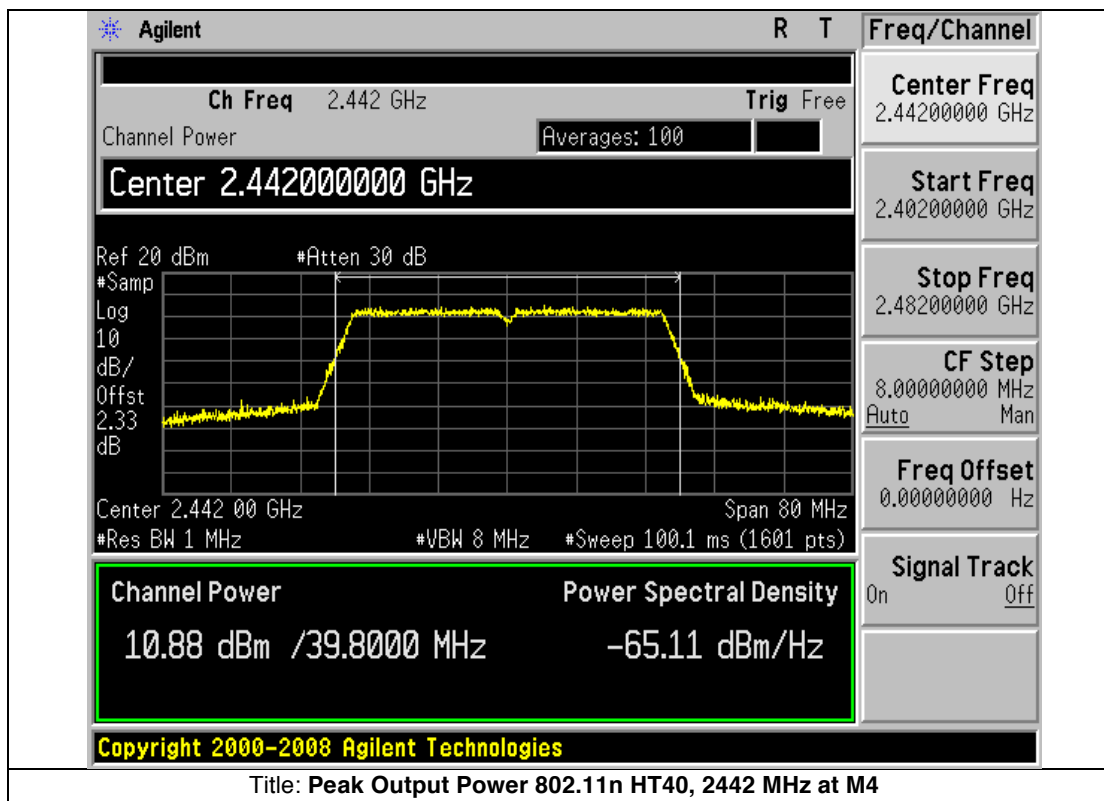 Agilent R T
Freq/Channel
Ch Freq 2.442 GHz Trig Free
Channel Power Averages: 100
Center 2.442000000 GHz
Ref 20 dBm #Atten 30 dB
#Samp
Log
10
dB/
Offst
2.33
dB
Center 2.442 00 GHz Span 80 MHz
#Res BW 1 MHz #VBW 8 MHz #Sweep 100.1 ms (1601 pts)
Channel Power Power Spectral Density
10.88 dBm /39.8000 MHz -65.11 dBm/Hz
Copyright 2000-2008 Agilent Technologies
Center Freq
2.44200000 GHz
Start Freq
2.40200000 GHz
Stop Freq
2.48200000 GHz
CF Step
8.00000000 MHz
Auto Man
Freq Offset
0.00000000 Hz
Signal Track
On Off
Title: Peak Output Power 802.11n HT40, 2442 MHz at M4